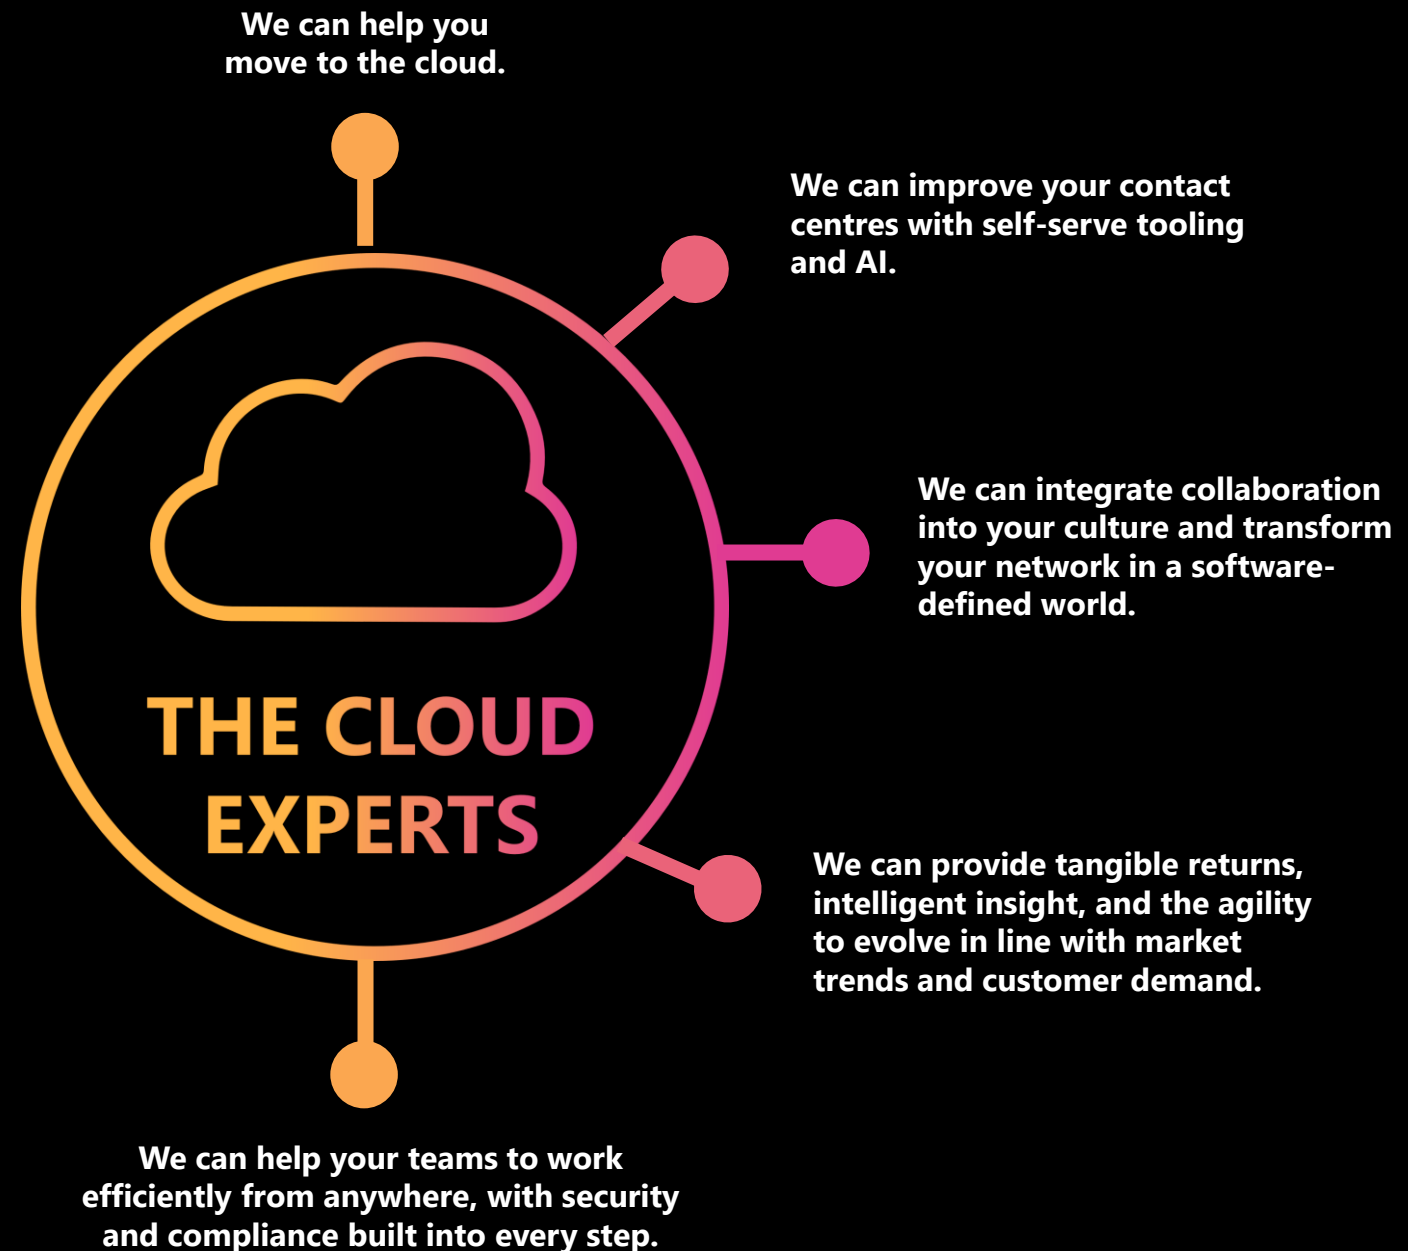 We can help you
move to the cloud.
We can improve your contact
centres with self-serve tooling
and AI.
We can integrate collaboration
into your culture and transform
your network in a software-
defined world.
THE CLOUD
EXPERTS
We can provide tangible returns,
intelligent insight, and the agility
to evolve in line with market
trends and customer demand.
We can help your teams to work
efficiently from anywhere, with security
and compliance built into every step.